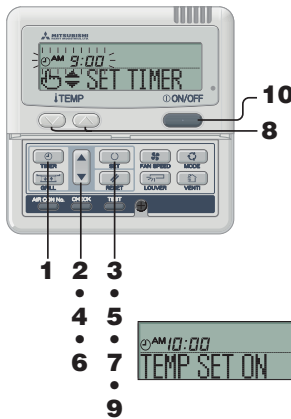 MITSUBISHI
AM 9:00
SET TIMER
TEMP
ON/OFF
10
8
TIMER
SET
FAN SPEED
MODE
GRILL
RESET
LOUVER
VENTI
AIR CON No.
CHECK
TEST
1 2 3
• •
4 5
• •
6 7
•
9
AM 10:00
TEMP SET ON